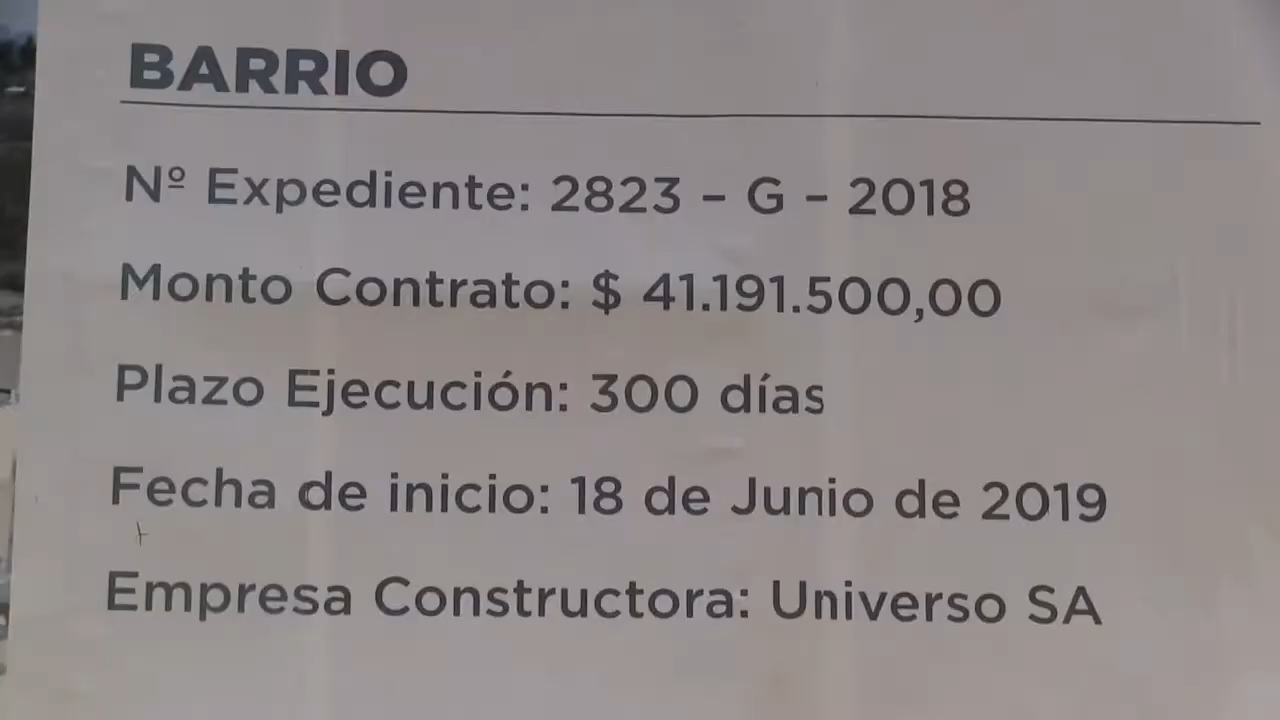 BARRIO
Nº Expediente: 2823 – G – 2018
Monto Contrato: $ 41.191.500,00
Plazo Ejecución: 300 días
Fecha de inicio: 18 de Junio de 2019
Empresa Constructora: Universo SA